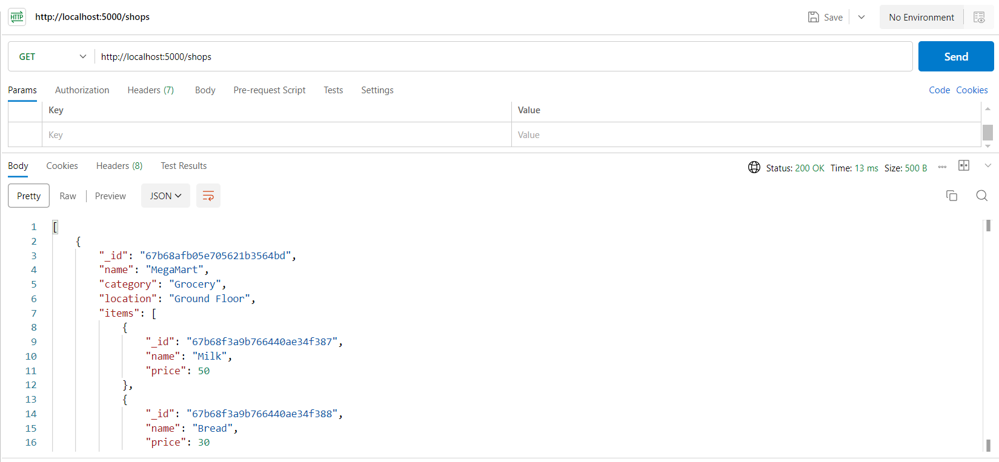 HTTP http://localhost:5000/shops Save No Environment
GET http://localhost:5000/shops Send
Params Authorization Headers (7) Body Pre-request Script Tests Settings Code Cookies
Key Value
Key Value
Body Cookies Headers (8) Test Results Status: 200 OK Time: 13 ms Size: 500 B
Pretty Raw Preview JSON
1 [
2 {
3 "_id": "67b68afb05e705621b3564bd",
4 "name": "MegaMart",
5 "category": "Grocery",
6 "location": "Ground Floor",
7 "items": [
8 {
9 "_id": "67b68f3a9b766440ae34f387",
10 "name": "Milk",
11 "price": 50
12 },
13 {
14 "_id": "67b68f3a9b766440ae34f388",
15 "name": "Bread",
16 "price": 30